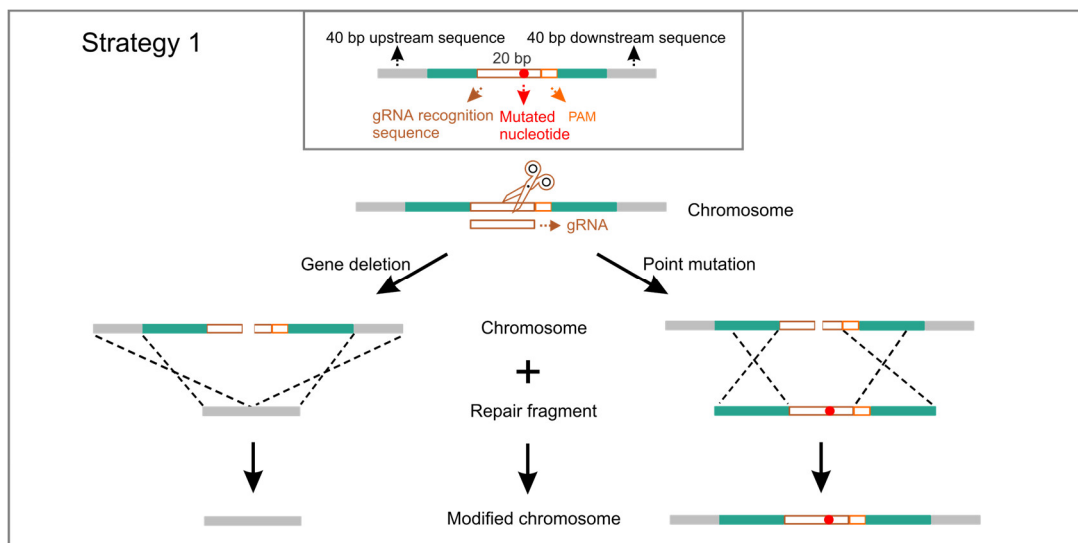 Strategy 1
40 bp upstream sequence
40 bp downstream sequence
20 bp
gRNA recognition
sequence
Mutated
nucleotide
PAM
Chromosome
gRNA
Gene deletion
Point mutation
Chromosome
+
Repair fragment
Modified chromosome